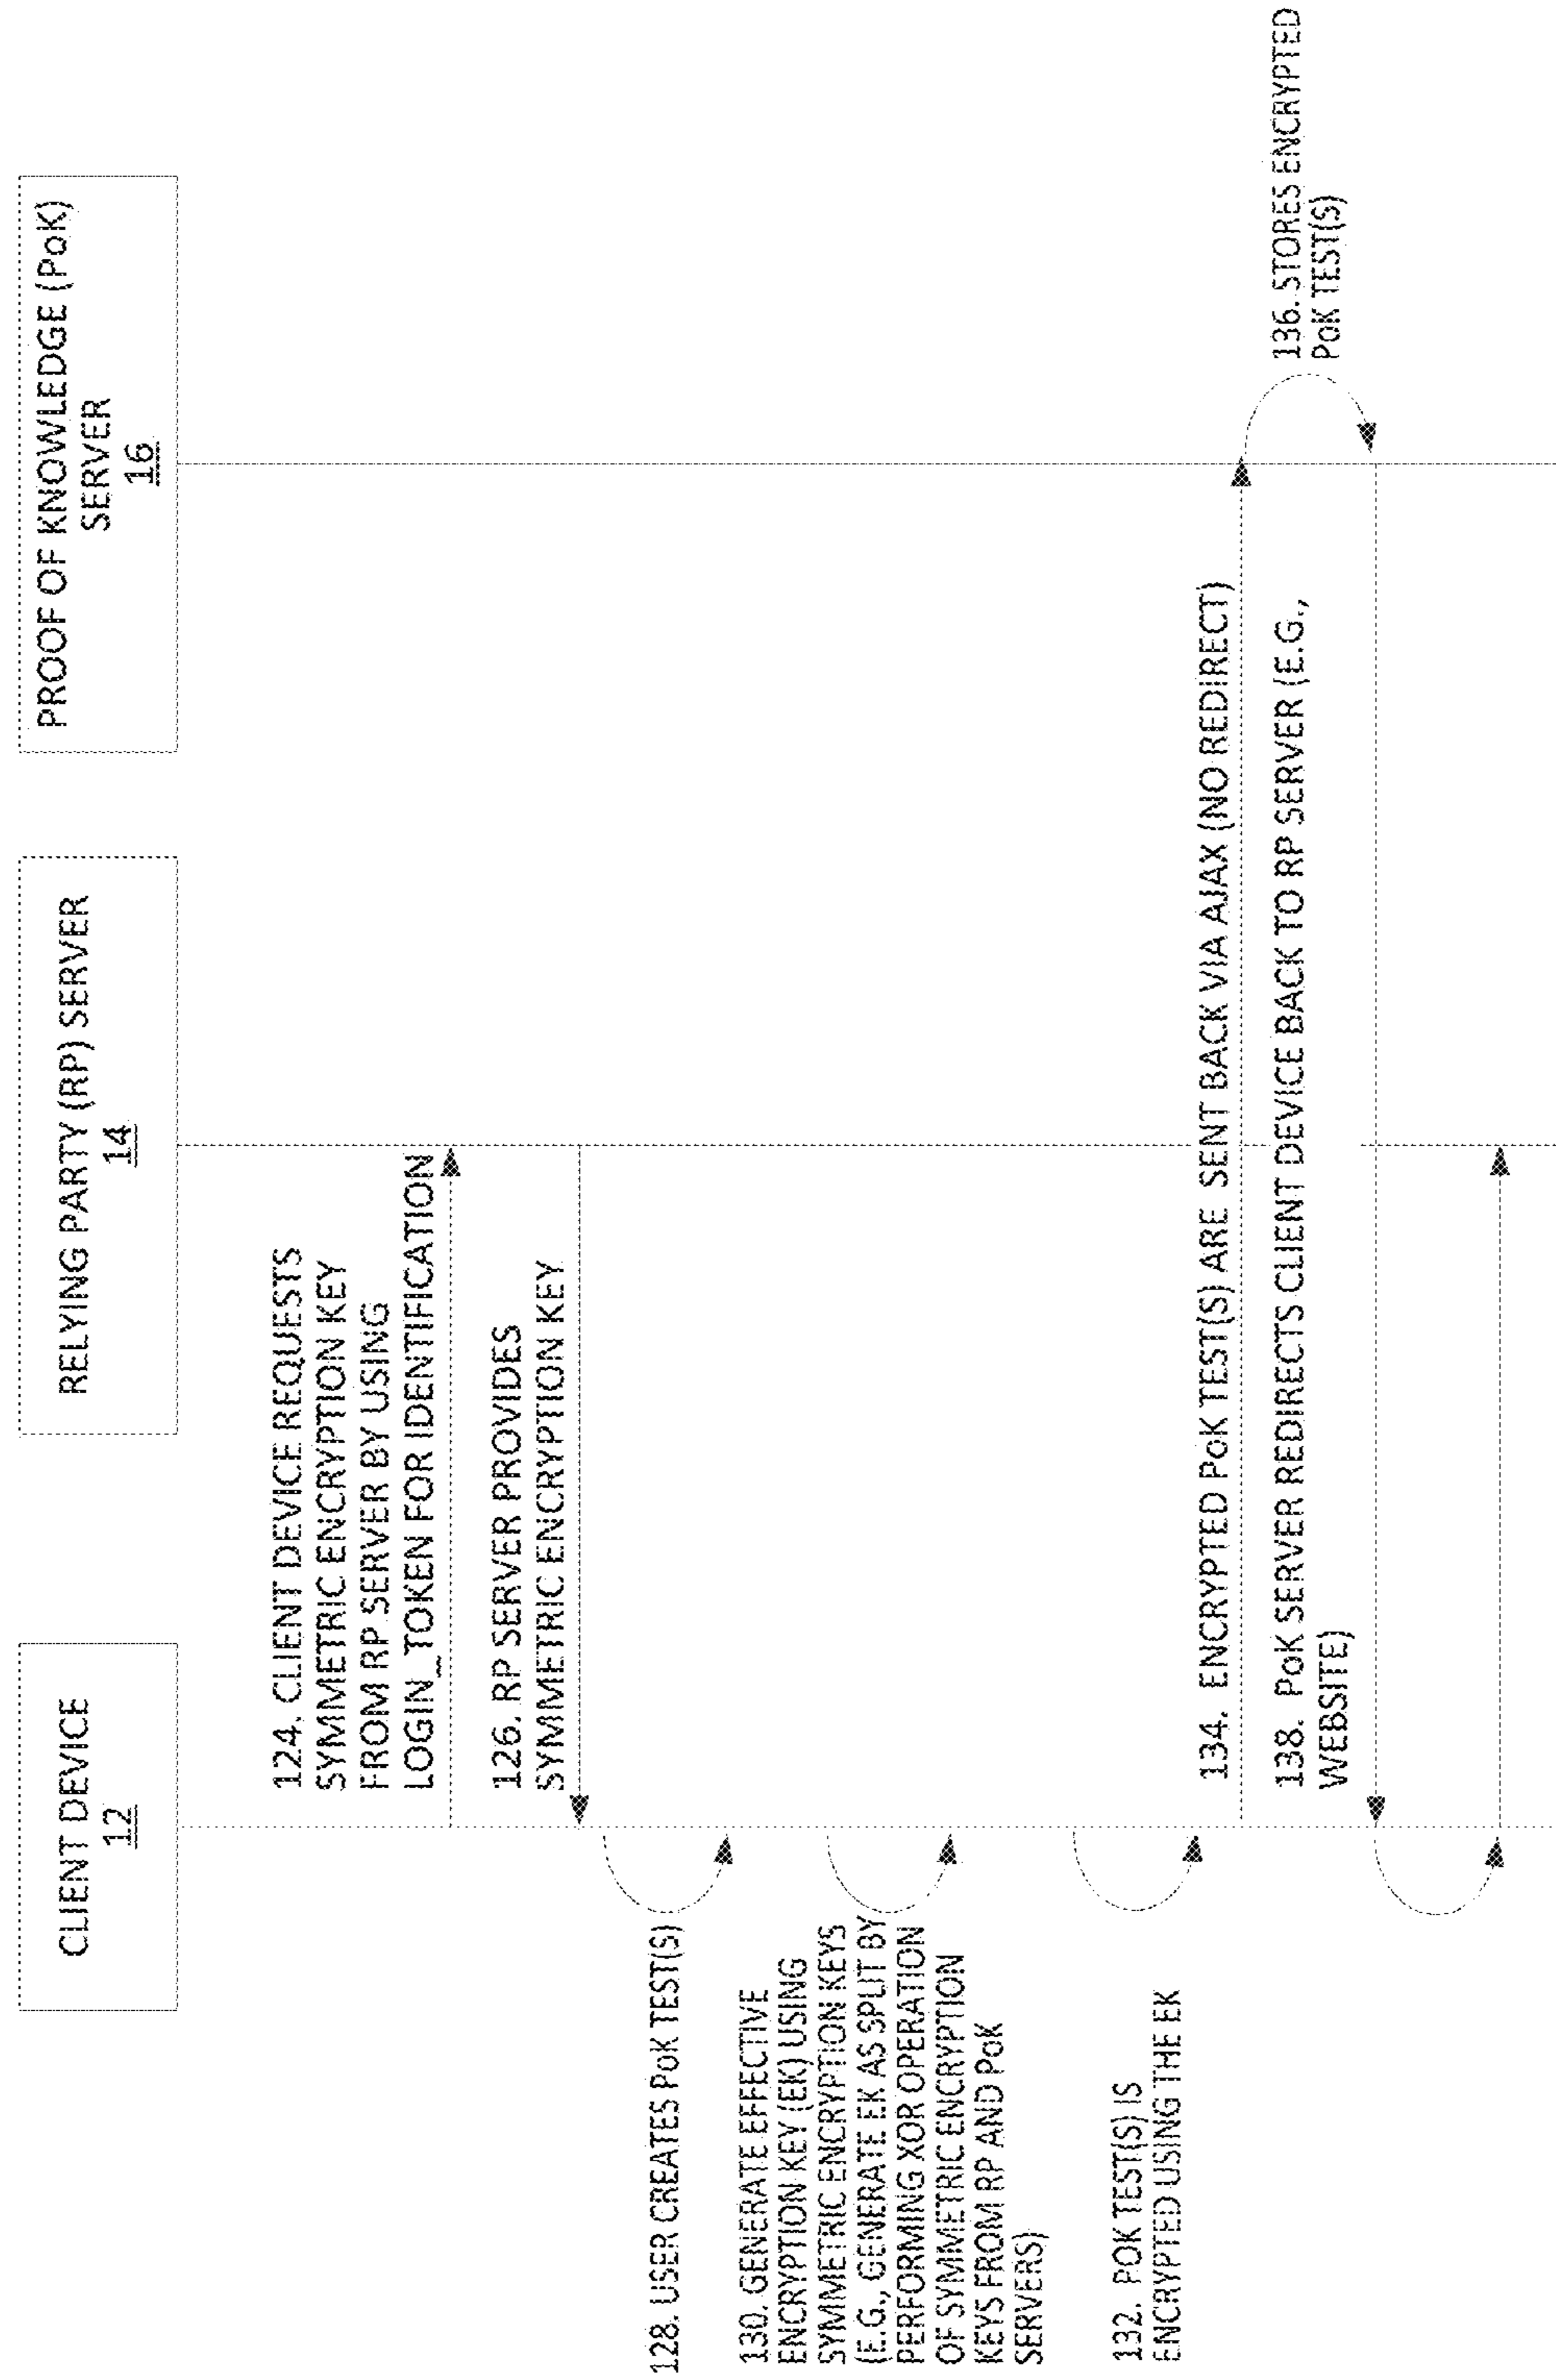 CLIENT DEVICE
12
RELYING PARTY (RP) SERVER
14
PROOF OF KNOWLEDGE (PoK)
SERVER
16
124. CLIENT DEVICE REQUESTS
SYMMETRIC ENCRYPTION KEY
FROM RP SERVER BY USING
LOGIN_TOKEN FOR IDENTIFICATION
126. RP SERVER PROVIDES
SYMMETRIC ENCRYPTION KEY
128. USER CREATES PoK TEST(S)
130. GENERATE EFFECTIVE
ENCRYPTION KEY (EK) USING
SYMMETRIC ENCRYPTION KEYS
(E.G., GENERATE EK AS SPLIT BY
PERFORMING XOR OPERATION
OF SYMMETRIC ENCRYPTION
KEYS FROM RP AND PoK
SERVERS)
132. POK TEST(S) IS
ENCRYPTED USING THE EK
134. ENCRYPTED PoK TEST(S) ARE SENT BACK VIA AJAX (NO REDIRECT)
136. STORES ENCRYPTED
PoK TEST(S)
138. PoK SERVER REDIRECTS CLIENT DEVICE BACK TO RP SERVER (E.G.,
WEBSITE)